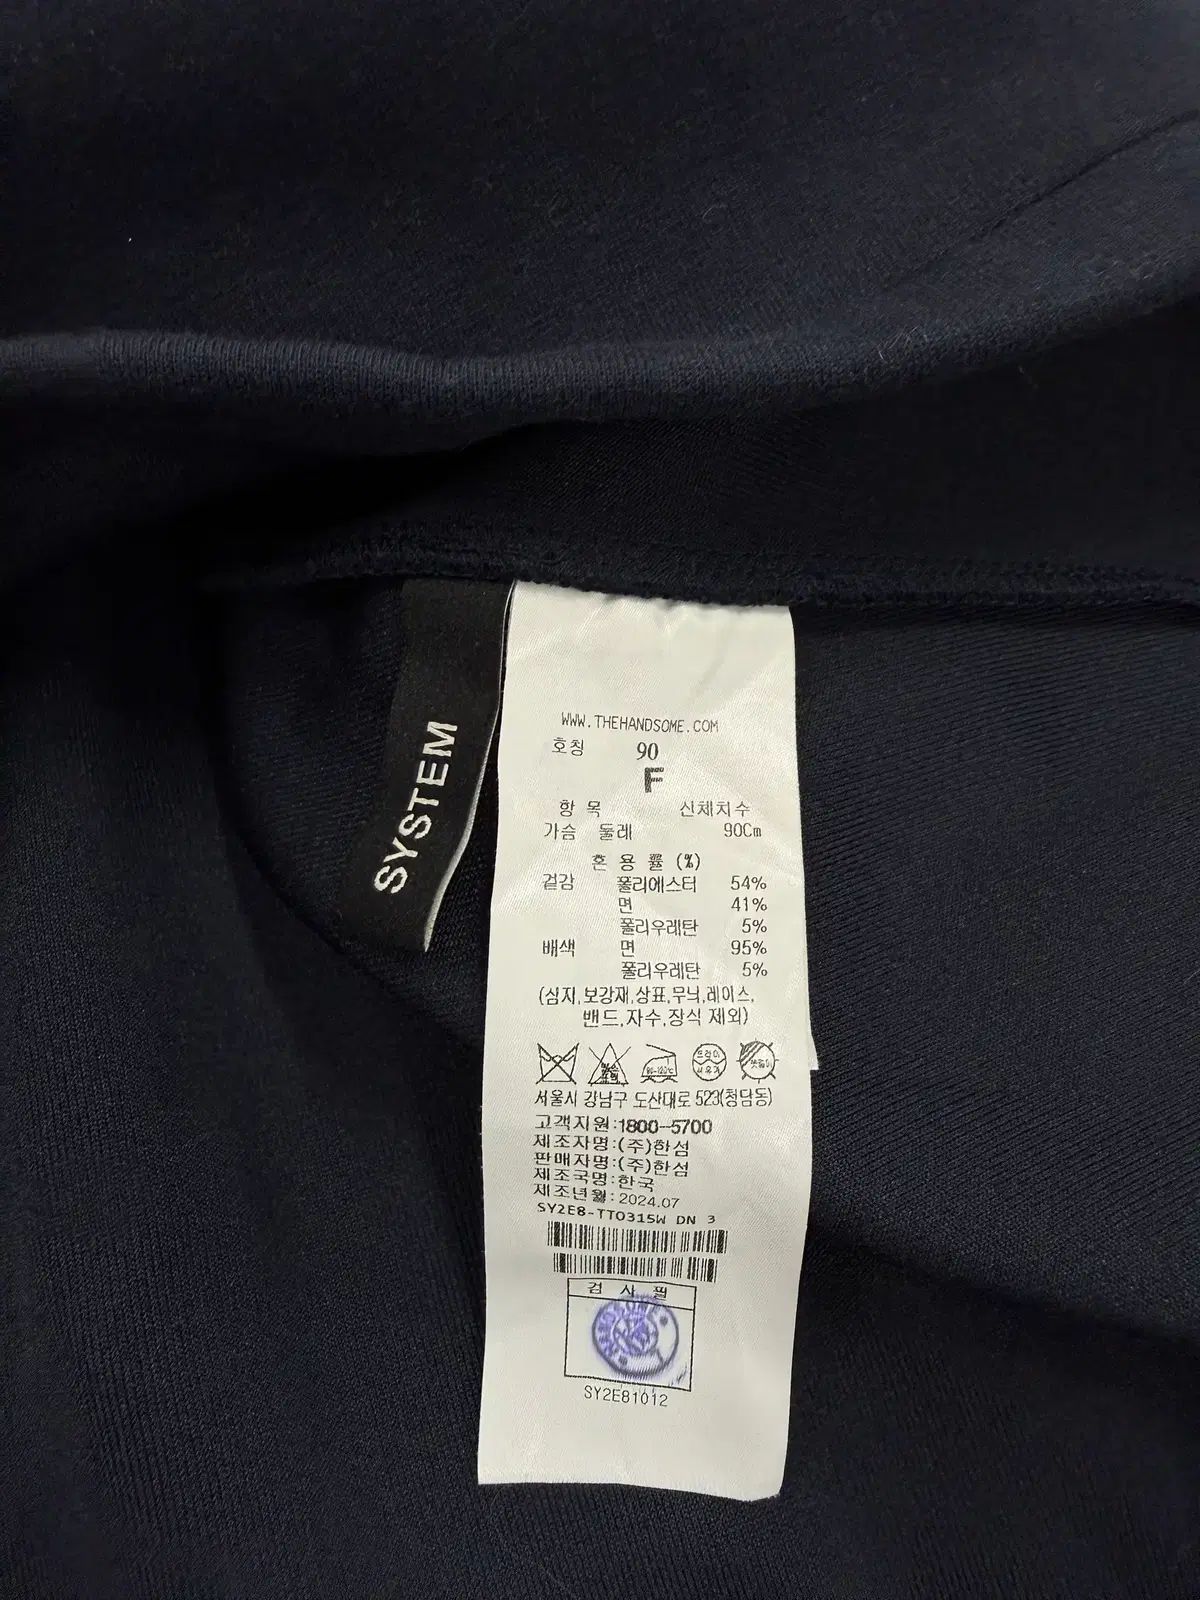 SYSTEM
WWW.THEHANDSOME.COM
호칭 90
F
항 목 신체치수
가슴 둘레 90Cm
혼 용 률 (%)
겉감 폴리에스터 54%
면 41%
폴리우레탄 5%
배색 면 95%
폴리우레탄 5%
(심지,보강재,상표,무늬,레이스,
밴드,자수,장식 제외)
80~120℃ 드라이
서울시 강남구 도산대로 523(청담동)
고객지원:1800-5700
제조자명:(주)한섬
판매자명:(주)한섬
제조국명:한국
제조년월:2024.07
SY2E8-TTO315W DN 3
검 사 필
SY2E81012